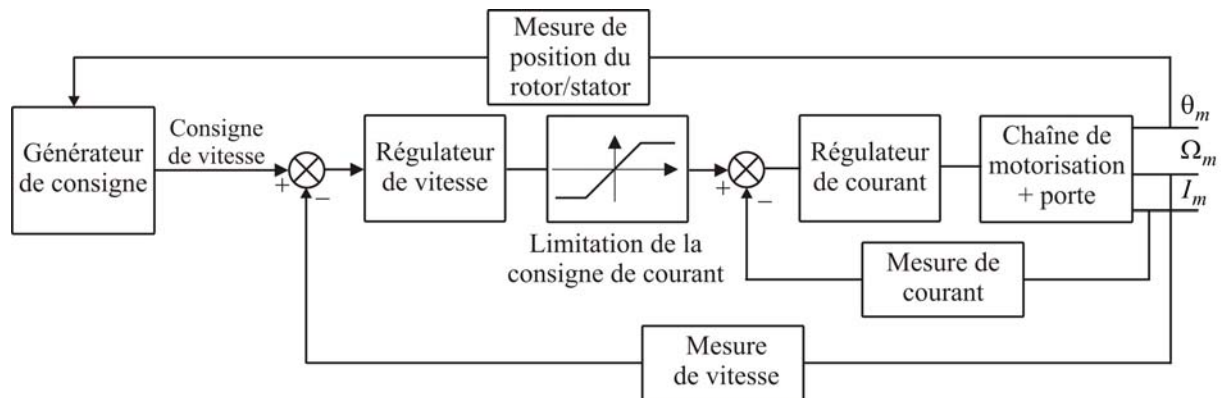 Mesure de
position du
rotor/stator
Générateur
de consigne
Consigne
de vitesse
+
−
Régulateur
de vitesse
Limitation de la
consigne de courant
+
−
Régulateur
de courant
Chaîne de
motorisation
+ porte
θm
Ωm
Im
Mesure de
courant
Mesure
de vitesse